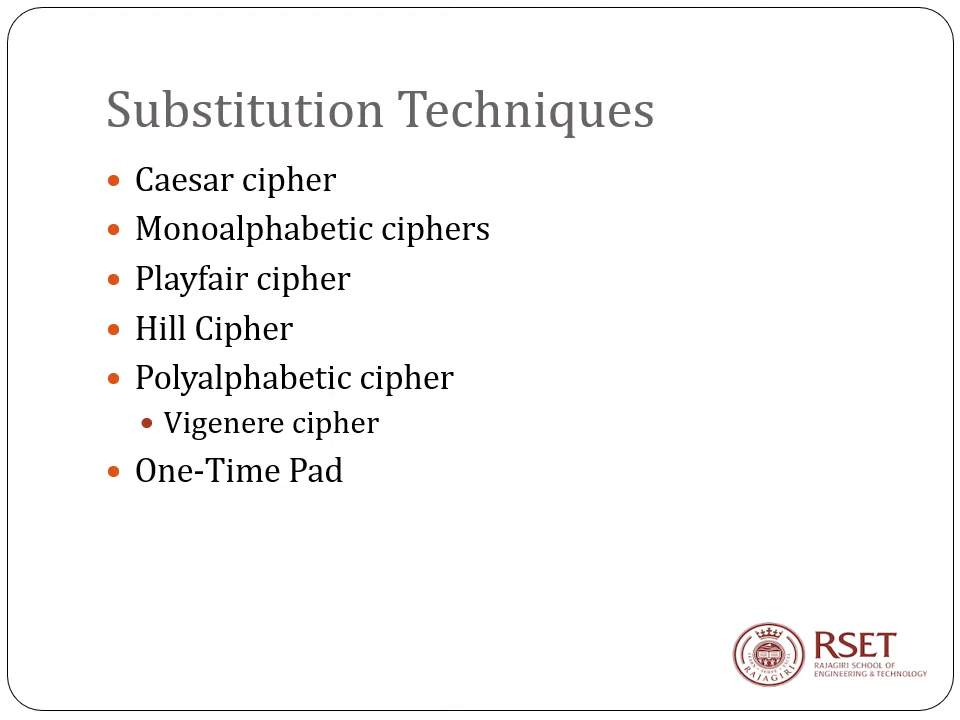 Substitution Techniques
Caesar cipher
Monoalphabetic ciphers
Playfair cipher
Hill Cipher
Polyalphabetic cipher
Vigenere cipher
One-Time Pad
RSET
RAJAGIRI SCHOOL OF
ENGINEERING & TECHNOLOGY
RAJAGIRI